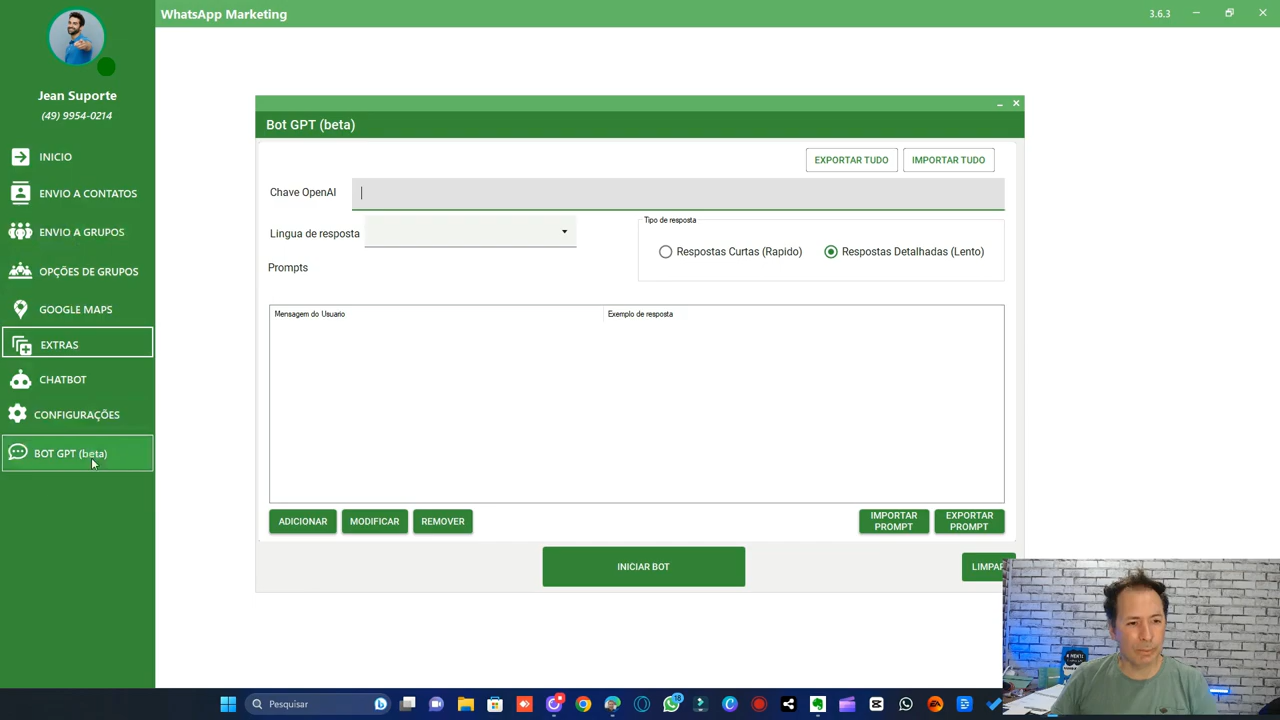 WhatsApp Marketing
3.6.3
Jean Suporte
(49) 9954-0214
INICIO
ENVIO A CONTATOS
ENVIO A GRUPOS
OPÇÕES DE GRUPOS
GOOGLE MAPS
EXTRAS
CHATBOT
CONFIGURAÇÕES
BOT GPT (beta)
Bot GPT (beta)
EXPORTAR TUDO
IMPORTAR TUDO
Chave OpenAI
Lingua de resposta
Tipo de resposta
Respostas Curtas (Rapido)
Respostas Detalhadas (Lento)
Prompts
Mensagem do Usuario
Exemplo de resposta
ADICIONAR
MODIFICAR
REMOVER
IMPORTAR
PROMPT
EXPORTAR
PROMPT
INICIAR BOT
LIMPAR
Pesquisar
18